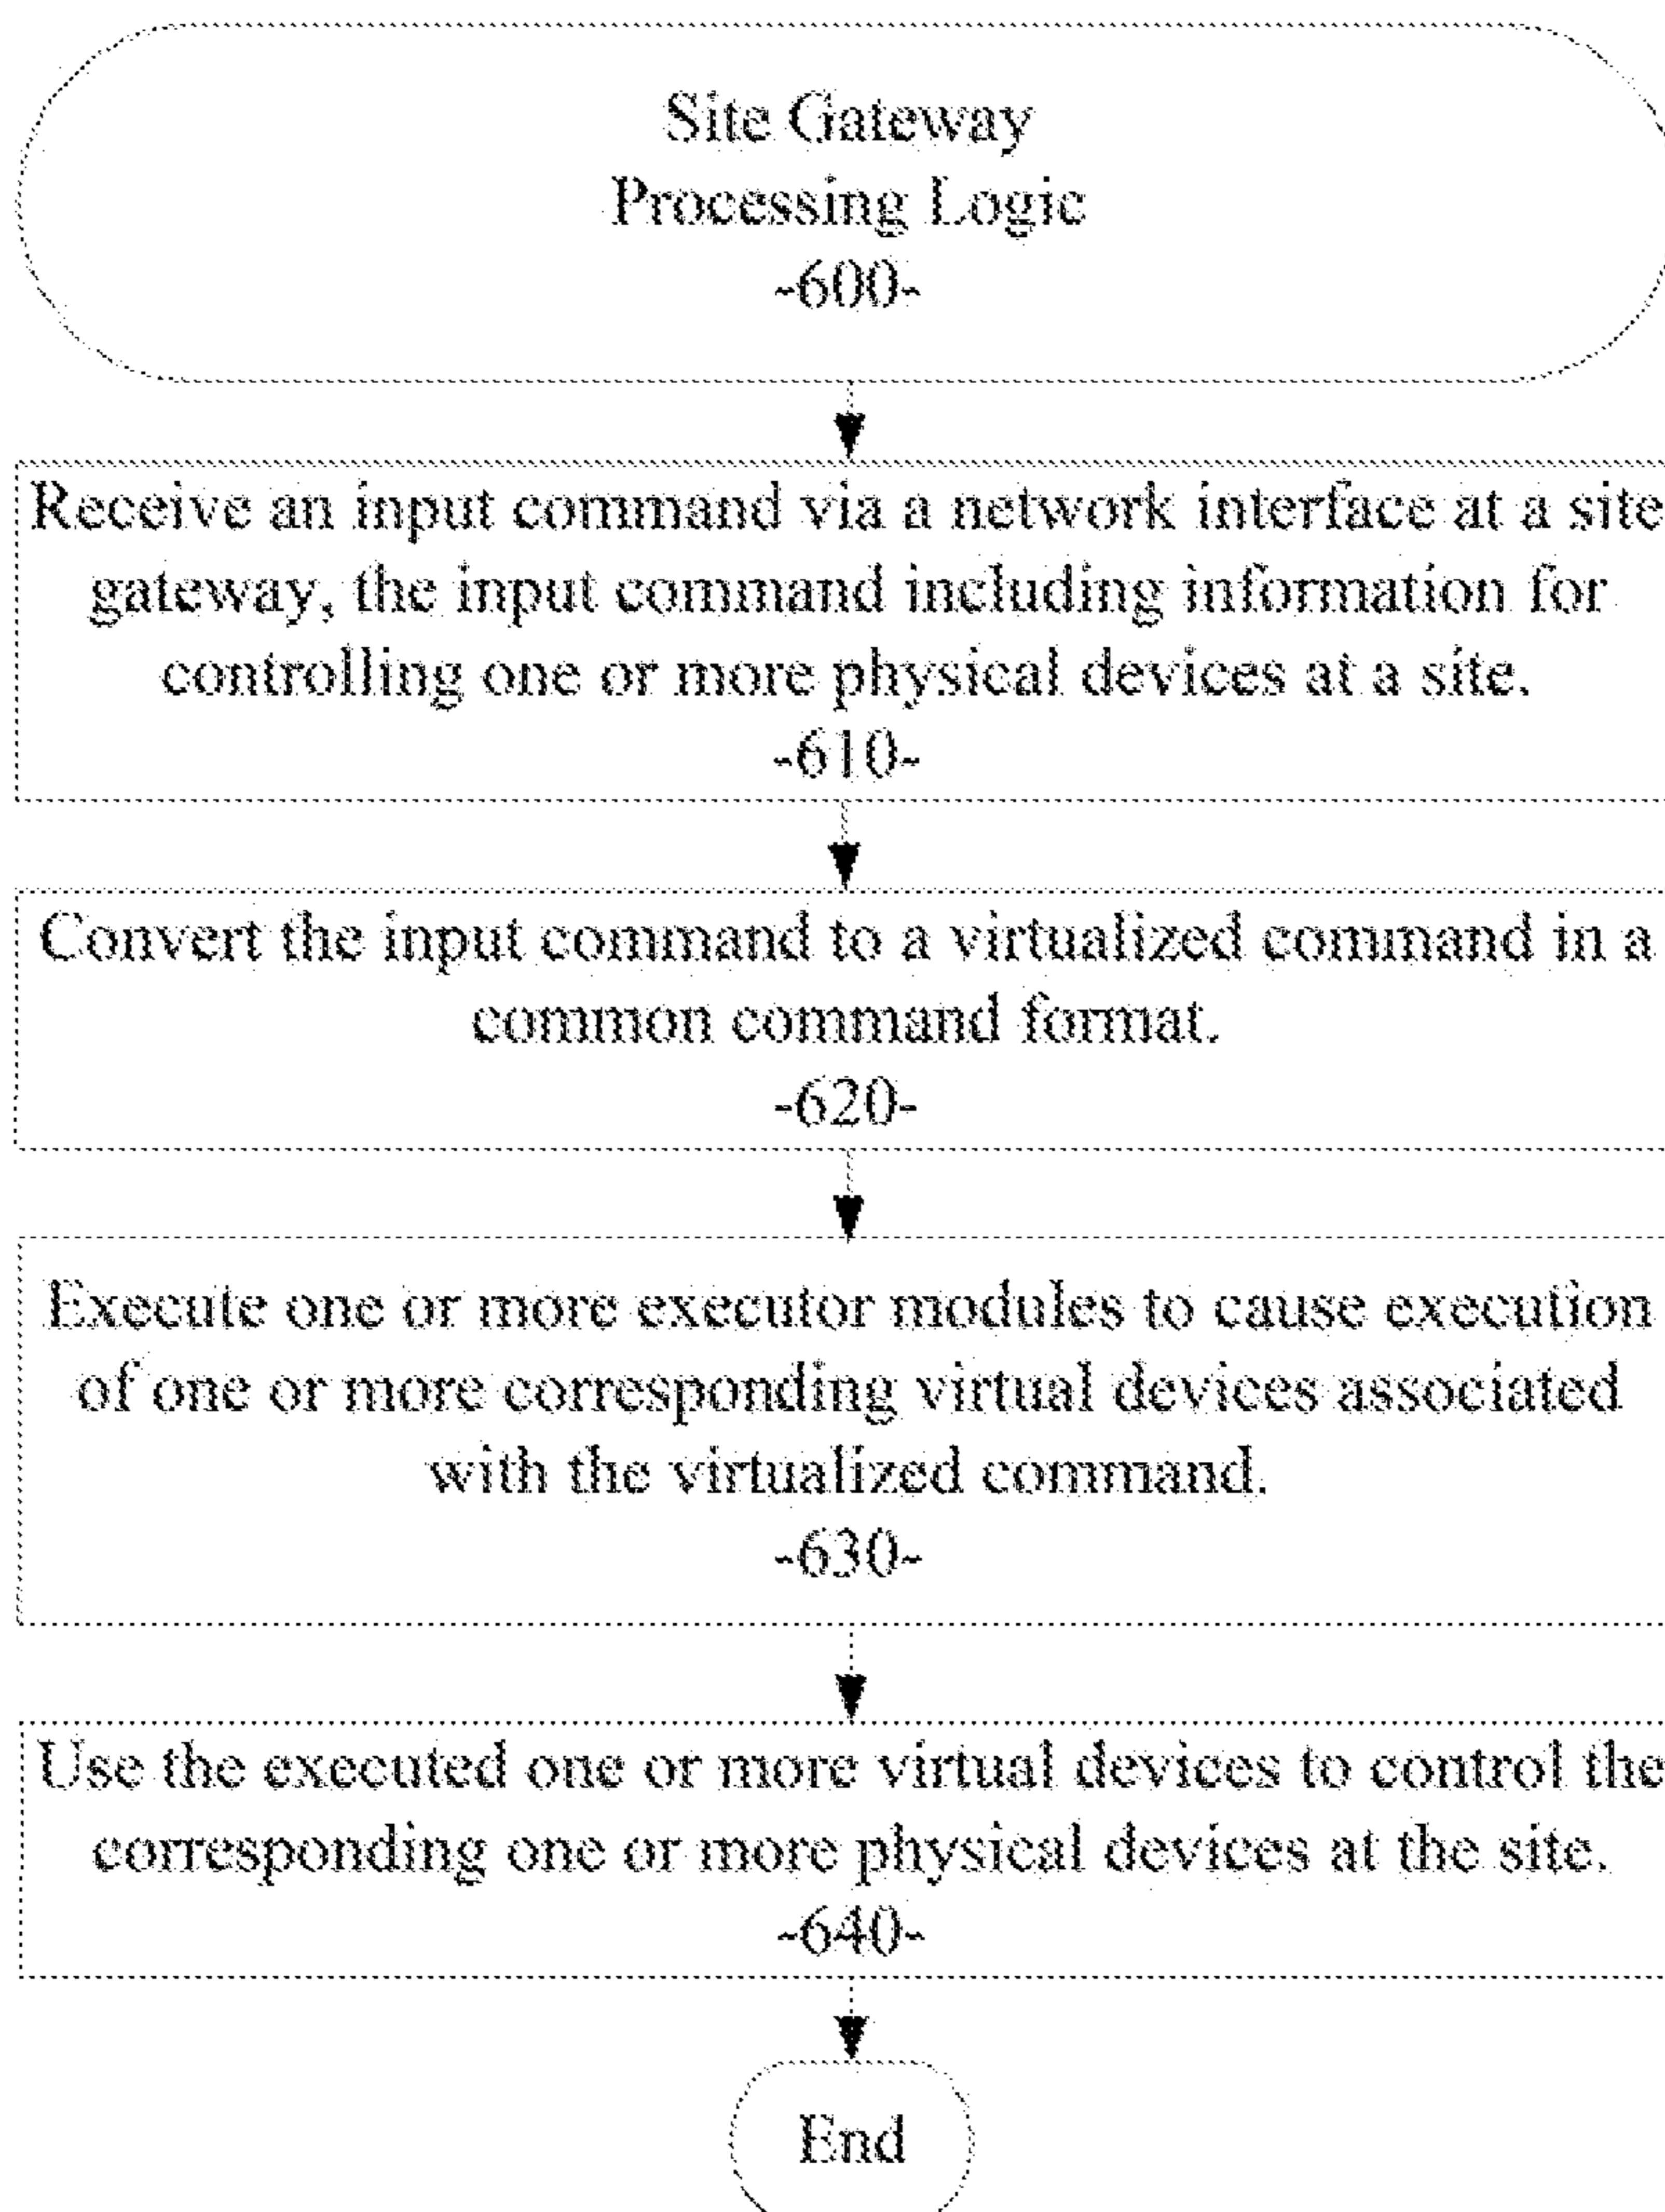 Site Gateway
Processing Logic
-600-
Receive an input command via a network interface at a site
gateway, the input command including information for
controlling one or more physical devices at a site.
-610-
Convert the input command to a virtualized command in a
common command format.
-620-
Execute one or more executor modules to cause execution
of one or more corresponding virtual devices associated
with the virtualized command.
-630-
Use the executed one or more virtual devices to control the
corresponding one or more physical devices at the site.
-640-
End